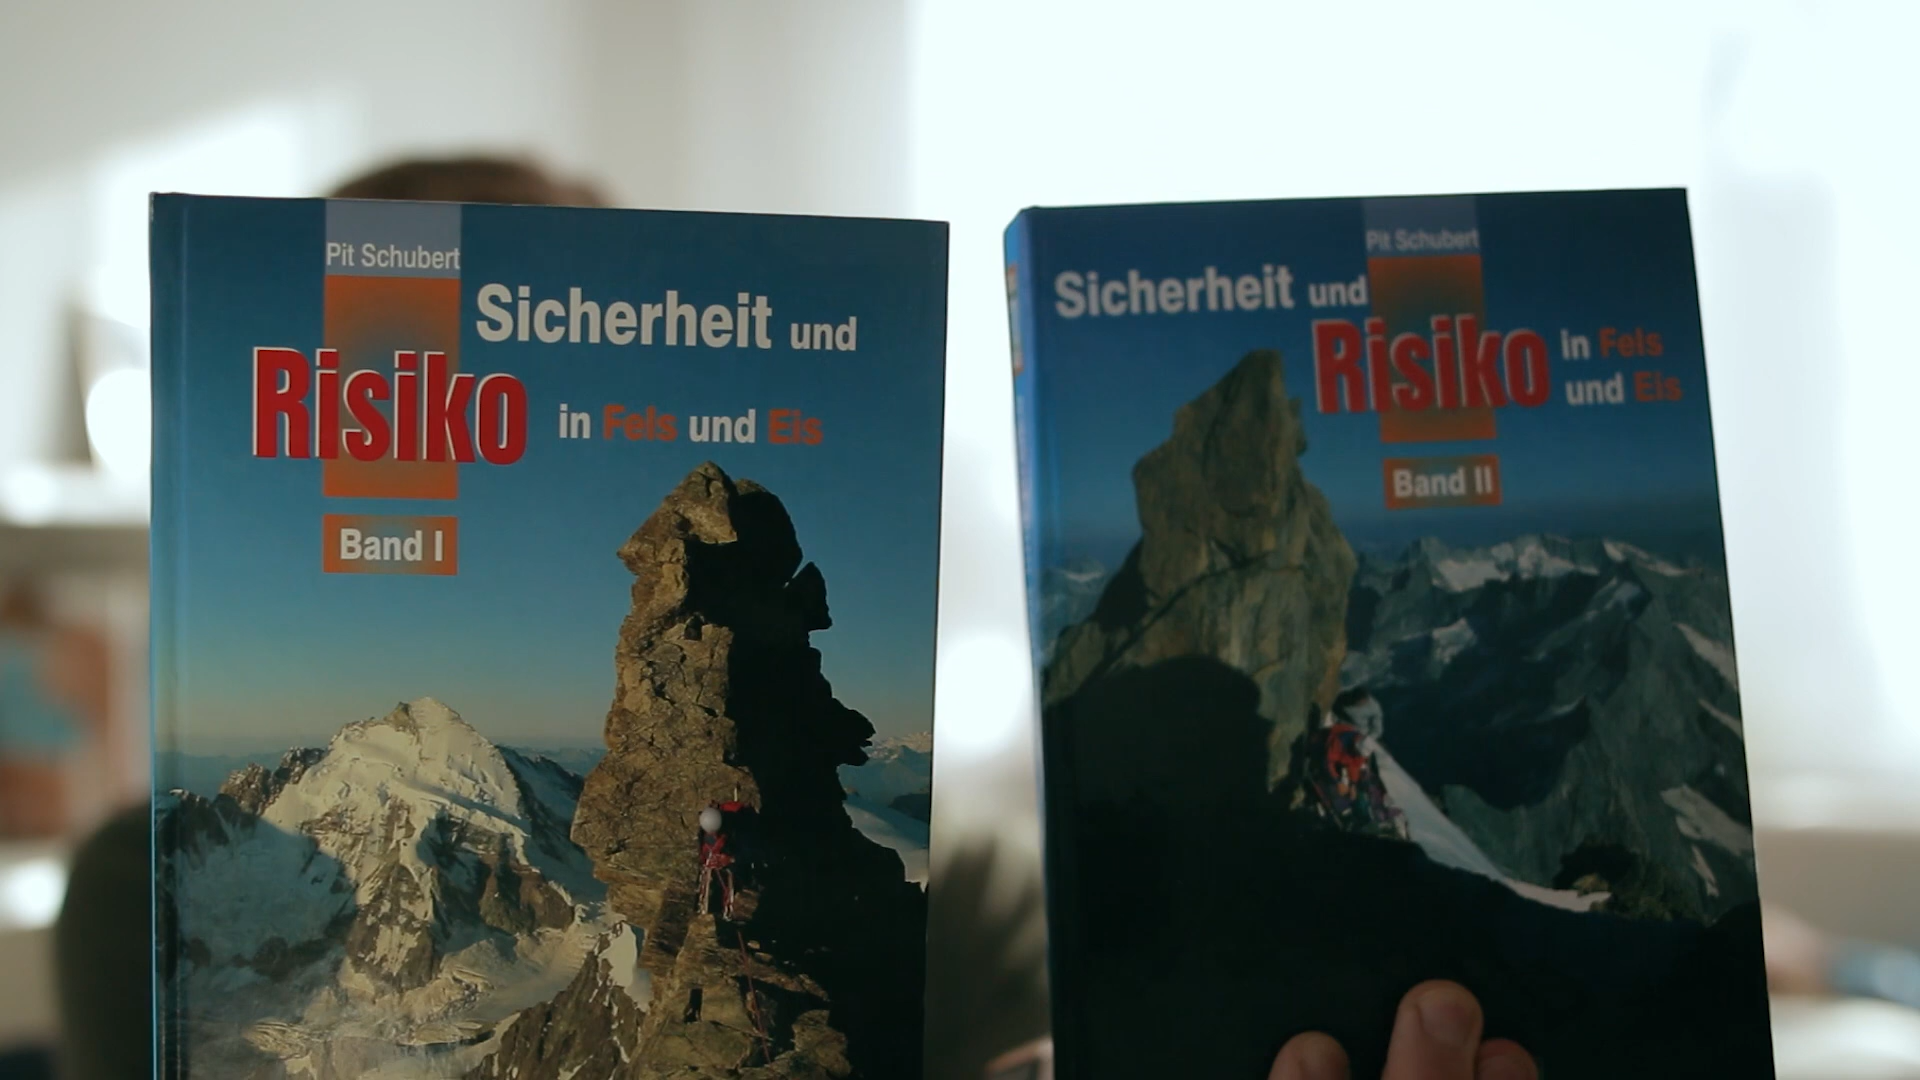 Pit Schubert
Sicherheit und
Risiko in Fels und Eis
Band I
Pit Schubert
Sicherheit und
Risiko in Fels
und Eis
Band II